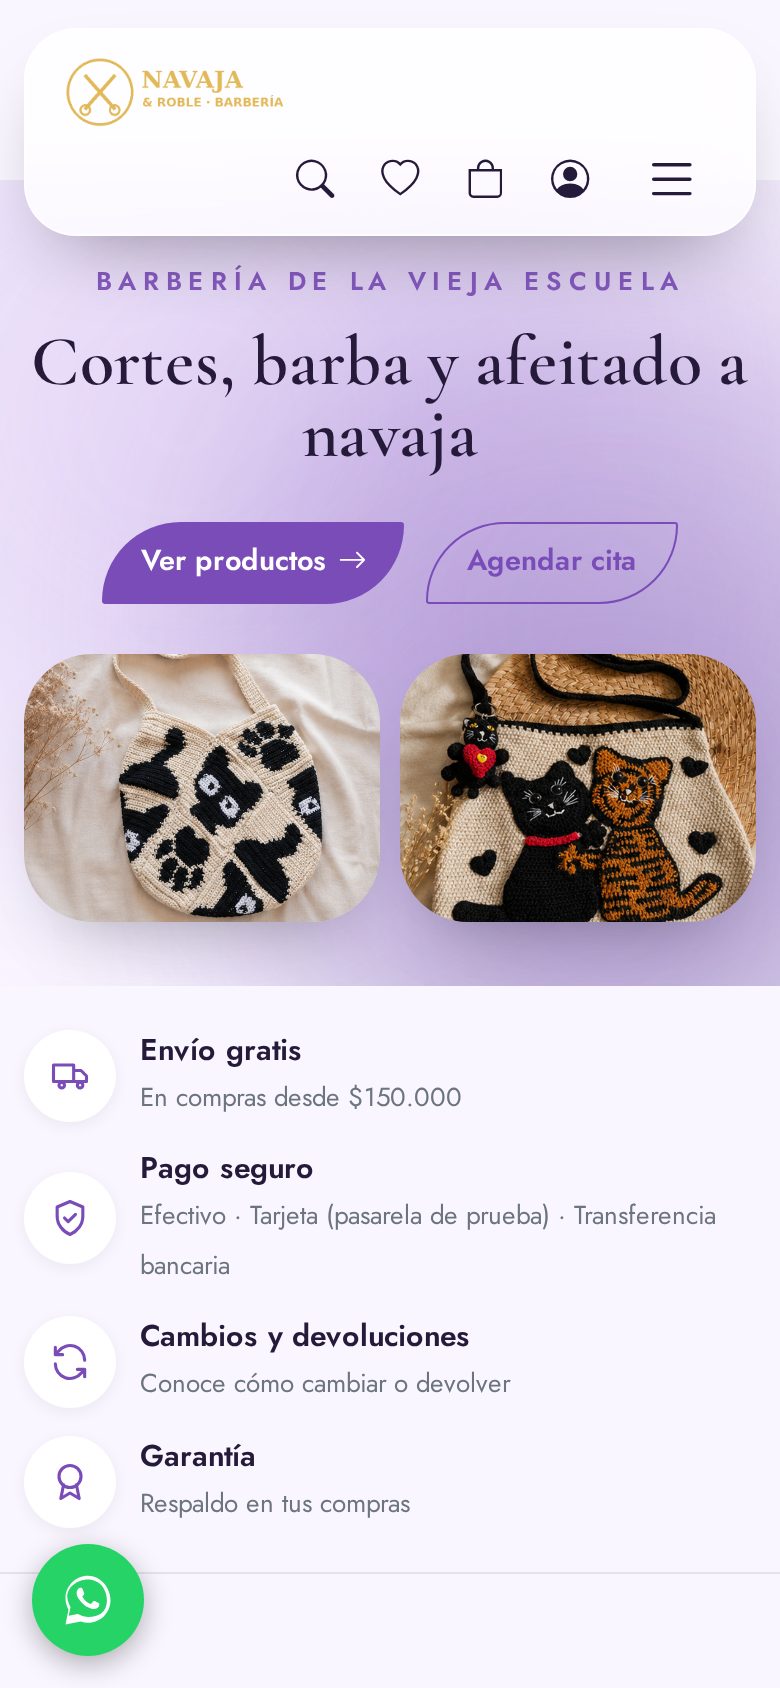 NAVAJA
& ROBLE · BARBERÍA
BARBERÍA DE LA VIEJA ESCUELA
Cortes, barba y afeitado a
navaja
Ver productos →
Agendar cita
Envío gratis
En compras desde $150.000
Pago seguro
Efectivo · Tarjeta (pasarela de prueba) · Transferencia
bancaria
Cambios y devoluciones
Conoce cómo cambiar o devolver
Garantía
Respaldo en tus compras